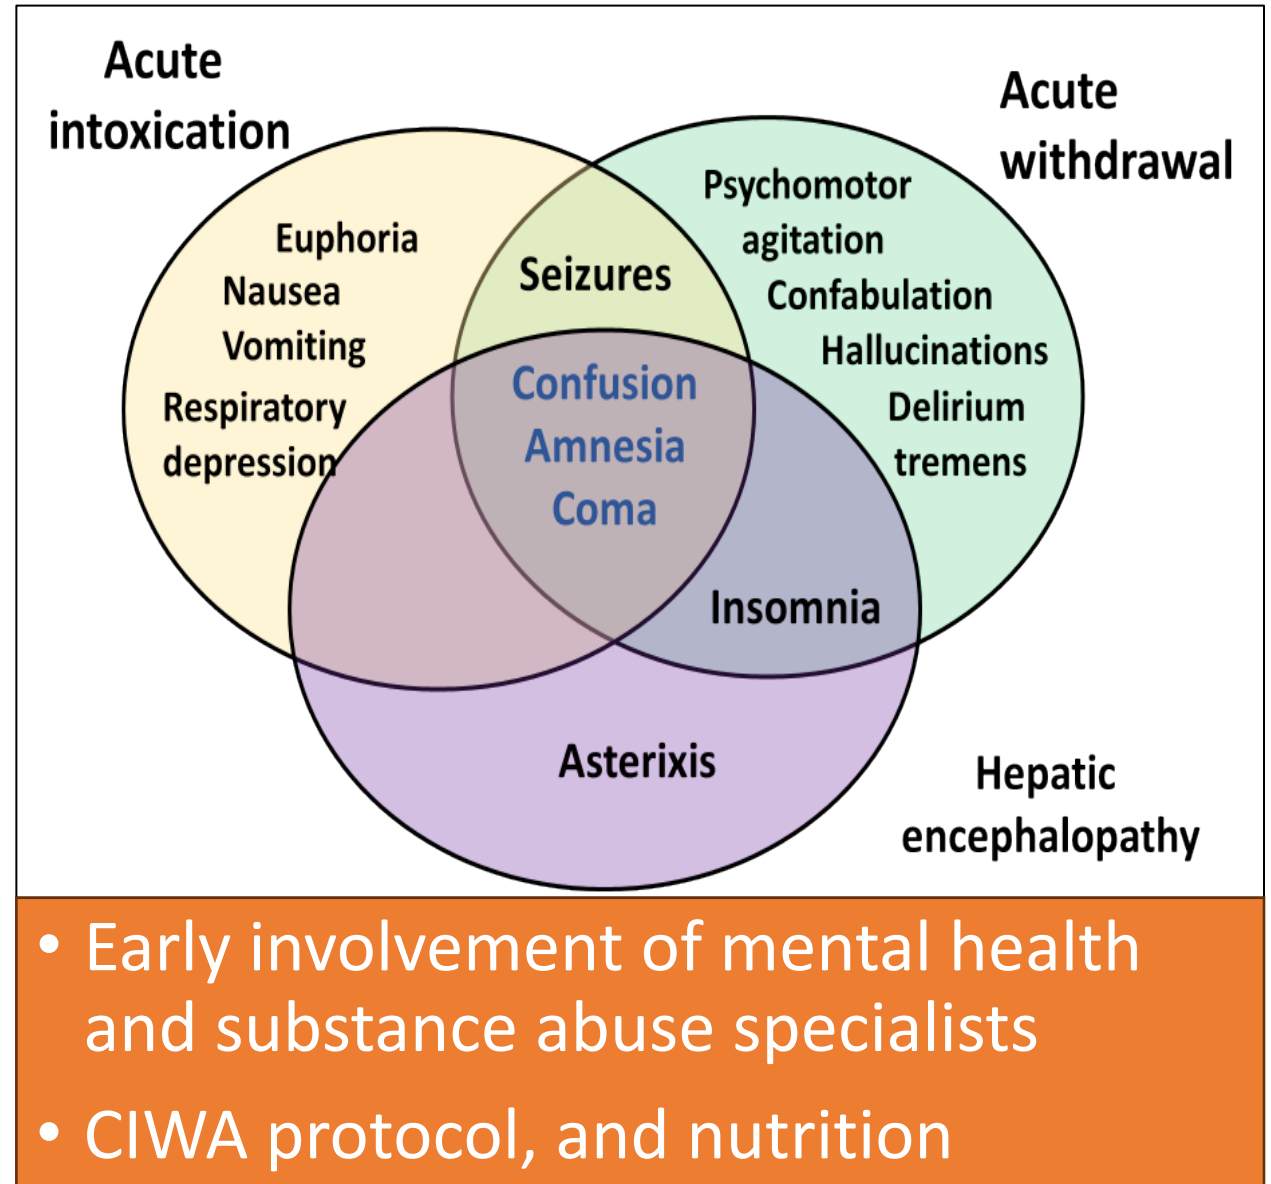 Acute
intoxication
Acute
withdrawal
Euphoria
Nausea
Vomiting
Respiratory
depression
Seizures
Psychomotor
agitation
Confabulation
Hallucinations
Delirium
tremens
Confusion
Amnesia
Coma
Insomnia
Asterixis
Hepatic
encephalopathy
• Early involvement of mental health
and substance abuse specialists
• CIWA protocol, and nutrition